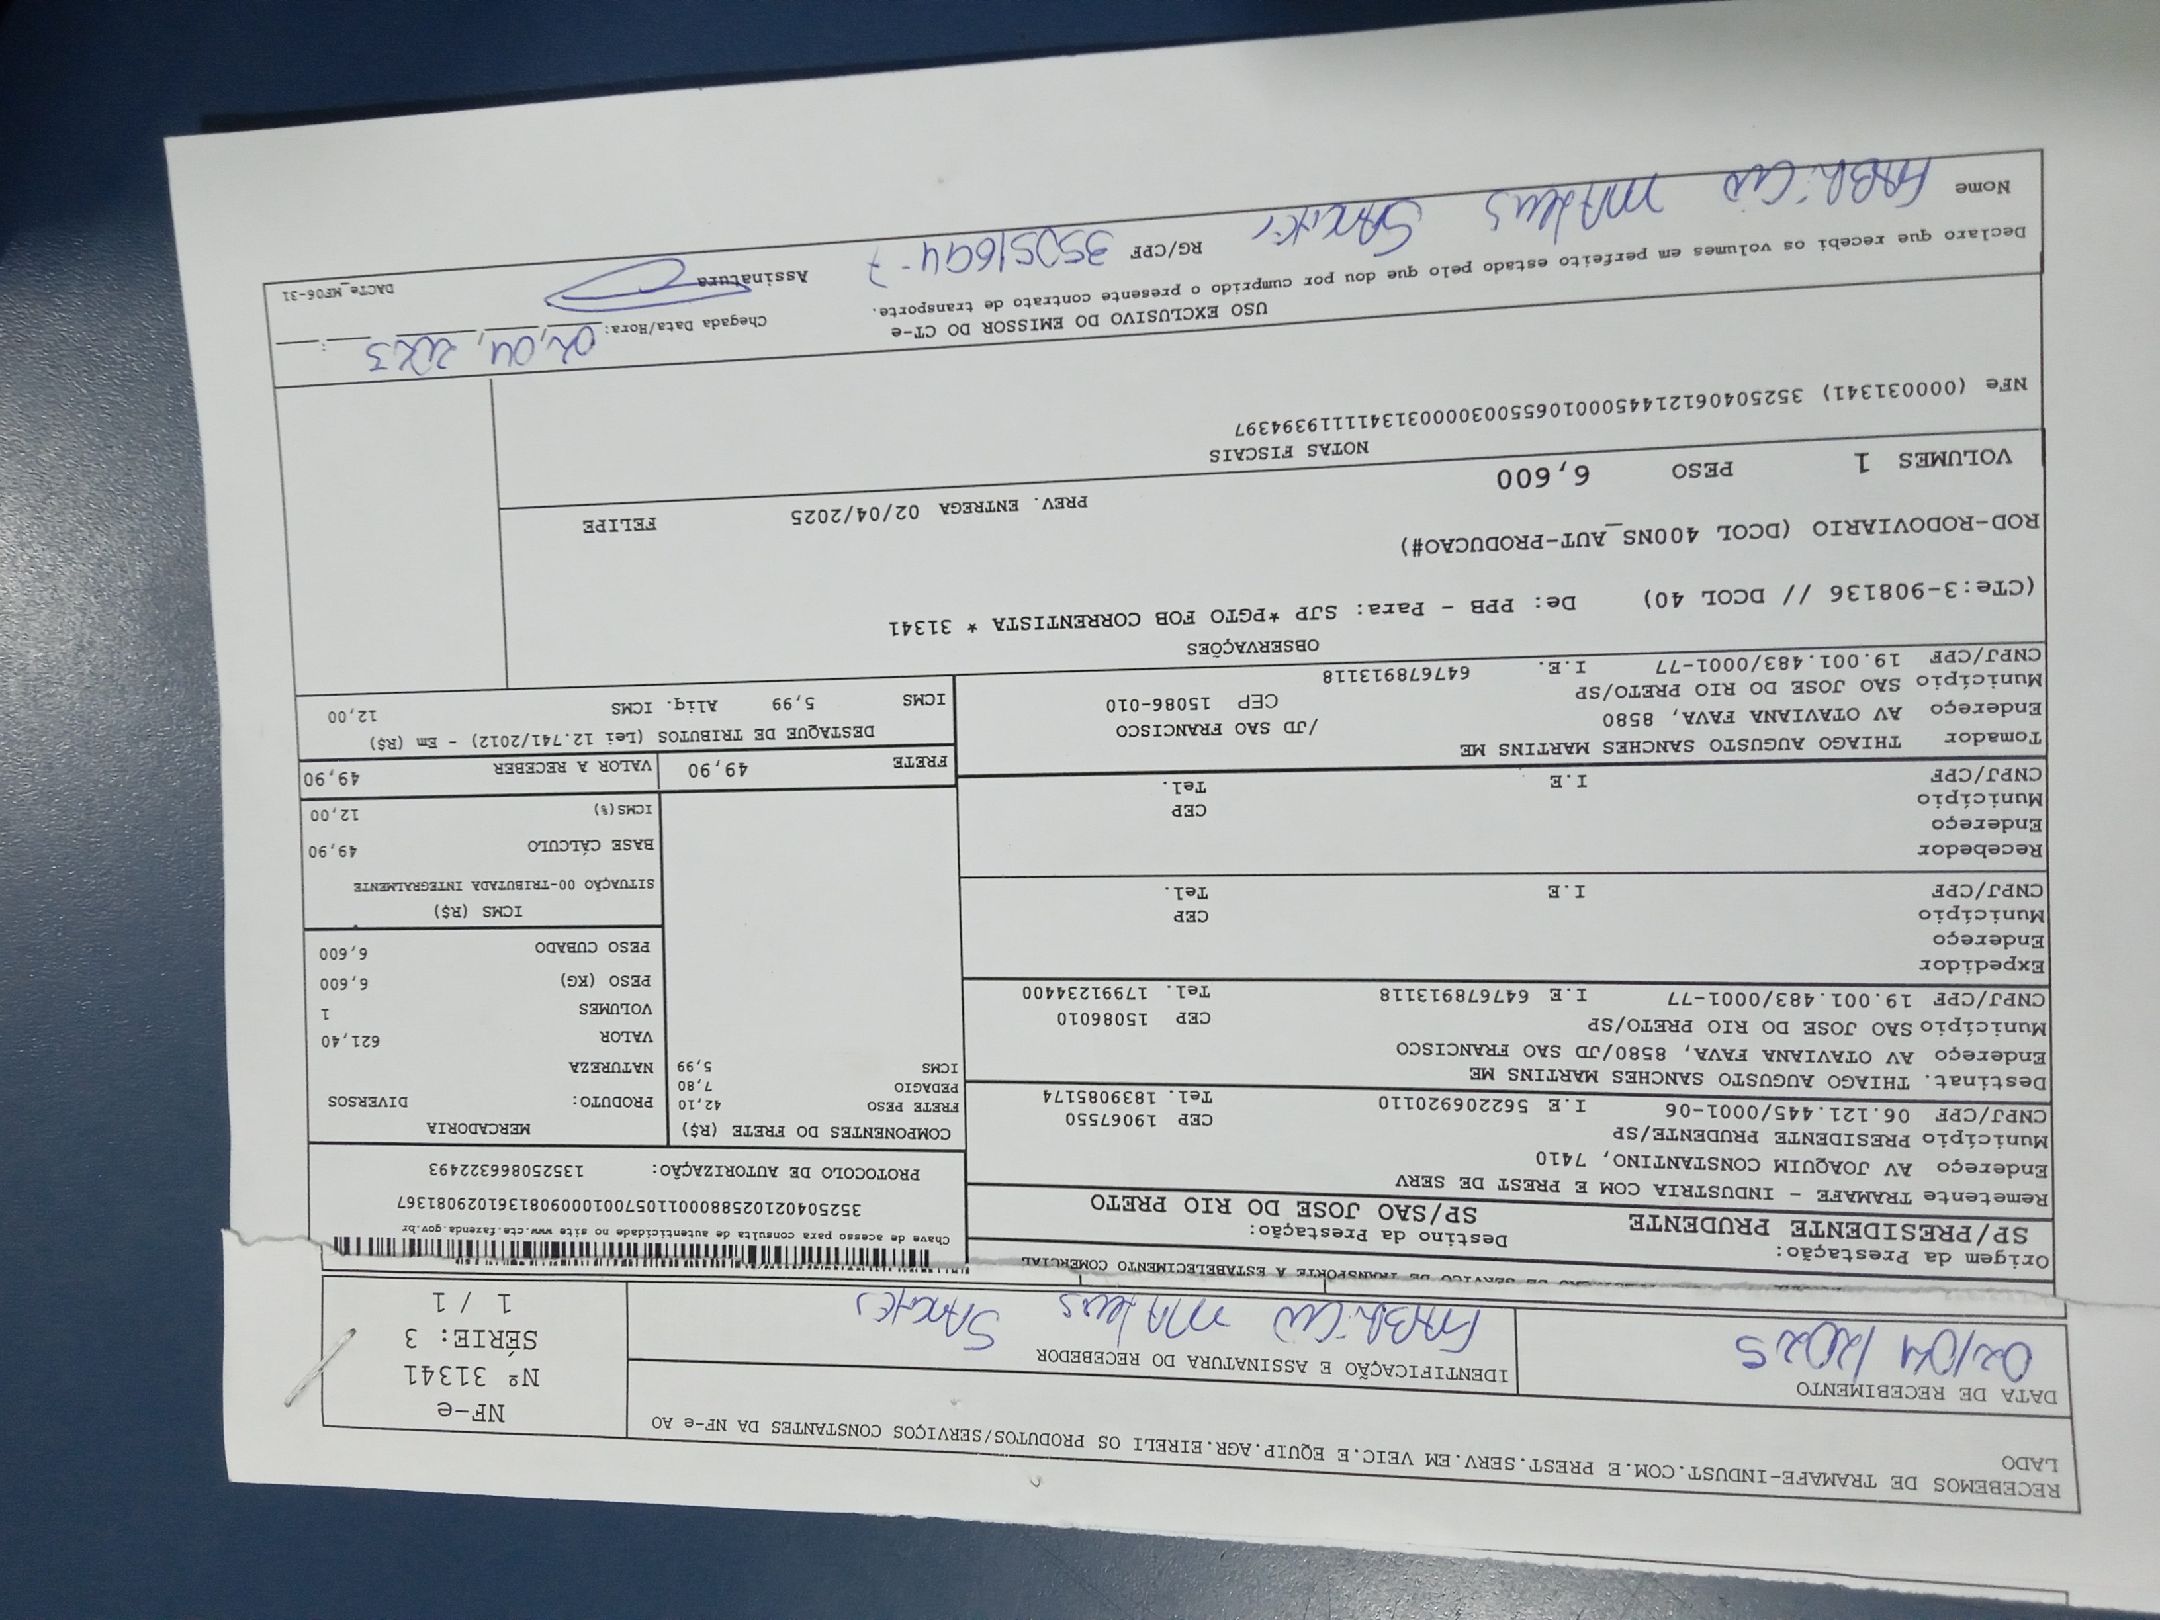 RECEBEMOS DE TRAMAFE-INDUST.COM.E PREST.SERV.EM VEIC.E EQUIP.AGR.EIRELI OS PRODUTOS/SERVIÇOS CONSTANTES DA NF-e AO
LADO
NF-e
Nº 31341
SÉRIE: 3
1 / 1
DATA DE RECEBIMENTO
02/04/2025
IDENTIFICAÇÃO E ASSINATURA DO RECEBEDOR
FABRICIO MATEUS SANCHES
DE SERVIÇO DE TRANSPORTE A ESTABELECIMENTO COMERCIAL
Origem da Prestação:
SP/PRESIDENTE PRUDENTE
Destino da Prestação:
SP/SAO JOSE DO RIO PRETO
Chave de acesso para consulta de autenticidade no site www.cte.fazenda.gov.br
PROTOCOLO DE AUTORIZAÇÃO: 135250866322493
Remetente TRAMAFE - INDUSTRIA COM E PREST DE SERV
Endereço AV JOAQUIM CONSTANTINO, 7410
Município PRESIDENTE PRUDENTE/SP CEP 19067550
CNPJ/CPF 06.121.445/0001-06 I.E 562206920110 Tel. 1839085174
Destinat. THIAGO AUGUSTO SANCHES MARTINS ME
Endereço AV OTAVIANA FAVA, 8580/JD SAO FRANCISCO
Município SAO JOSE DO RIO PRETO/SP CEP 15086010
CNPJ/CPF 19.001.483/0001-77 I.E 647678913118 Tel. 17991234400
Expedidor
Endereço
Município CEP
CNPJ/CPF I.E Tel.
Recebedor
Endereço
Município CEP
CNPJ/CPF I.E Tel.
Tomador THIAGO AUGUSTO SANCHES MARTINS ME
Endereço AV OTAVIANA FAVA, 8580 /JD SAO FRANCISCO
Município SAO JOSE DO RIO PRETO/SP CEP 15086-010
CNPJ/CPF 19.001.483/0001-77 I.E. 647678913118
COMPONENTES DO FRETE (R$)
FRETE PESO 42,10
PEDAGIO 7,80
ICMS 5,99
MERCADORIA
PRODUTO: DIVERSOS
NATUREZA
VALOR 621,40
VOLUMES 1
PESO (KG) 6,600
PESO CUBADO 6,600
ICMS (R$)
SITUAÇÃO 00-TRIBUTADA INTEGRALMENTE
BASE CÁLCULO 49,90
ICMS(%) 12,00
FRETE 49,90 VALOR A RECEBER 49,90
DESTAQUE DE TRIBUTOS (Lei 12.741/2012) - Em (R$)
ICMS 5,99 Aliq. ICMS 12,00
OBSERVAÇÕES
(CTe:3-908136 // DCOL 40) De: PPB - Para: SJP *PGTO FOB CORRENTISTA * 31341
ROD-RODOVIARIO (DCOL 400NS_AUT-PRODUCAO#)
PREV. ENTREGA 02/04/2025 FELIPE
VOLUMES 1 PESO 6,600
NOTAS FISCAIS
NFe (000031341) 35250406121445000106550030000313411119394397
USO EXCLUSIVO DO EMISSOR DO CT-e
Declaro que recebi os volumes em perfeito estado pelo que dou por cumprido o presente contrato de transporte.
Chegada Data/Hora: 02/04/2025
Nome FABRICIO MATEUS SANCHES RG/CPF 35051694-7 Assinatura
DACTe_MF06-31